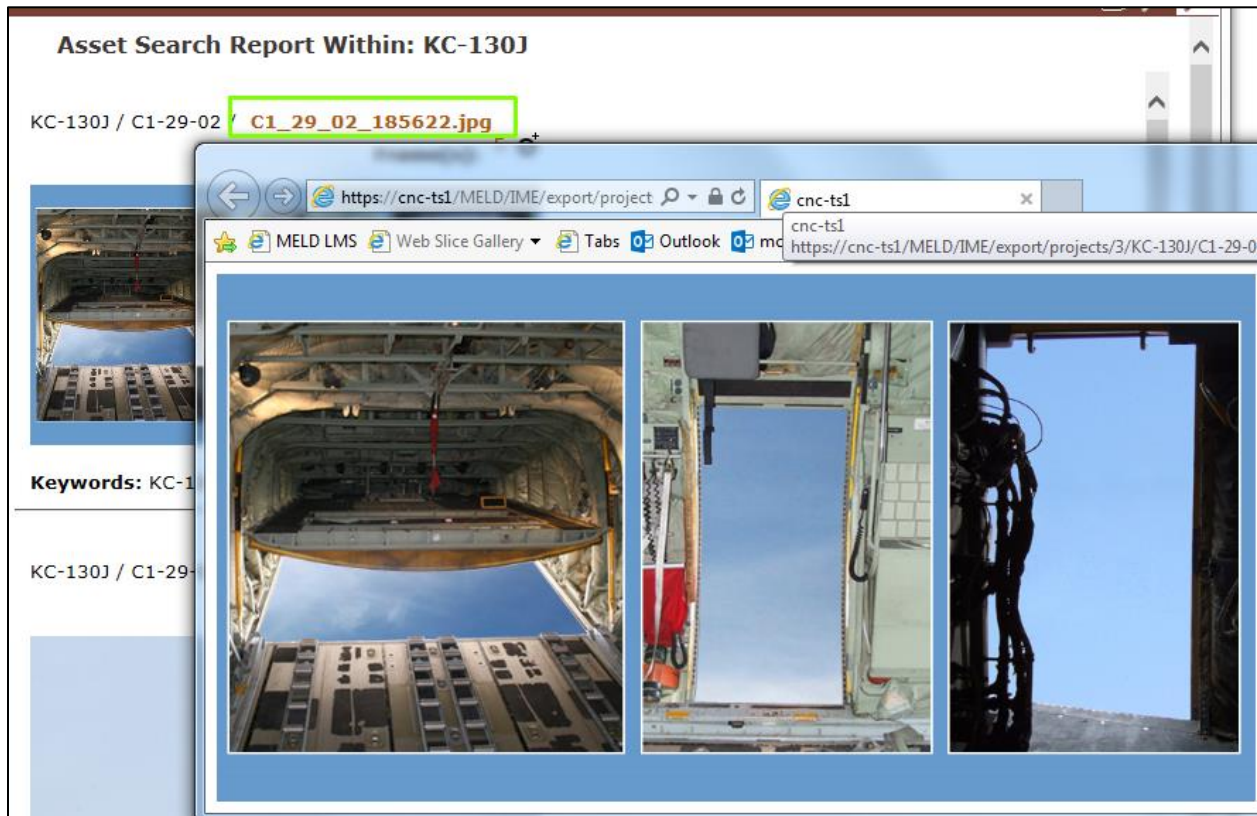 Asset Search Report Within: KC-130J
KC-130J / C1-29-02 / C1_29_02_185622.jpg
https://cnc-ts1/MELD/IME/export/project
cnc-ts1
cnc-ts1
https://cnc-ts1/MELD/IME/export/projects/3/KC-130J/C1-29-0
MELD LMS Web Slice Gallery Tabs Outlook
Keywords: KC-1
KC-130J / C1-29-